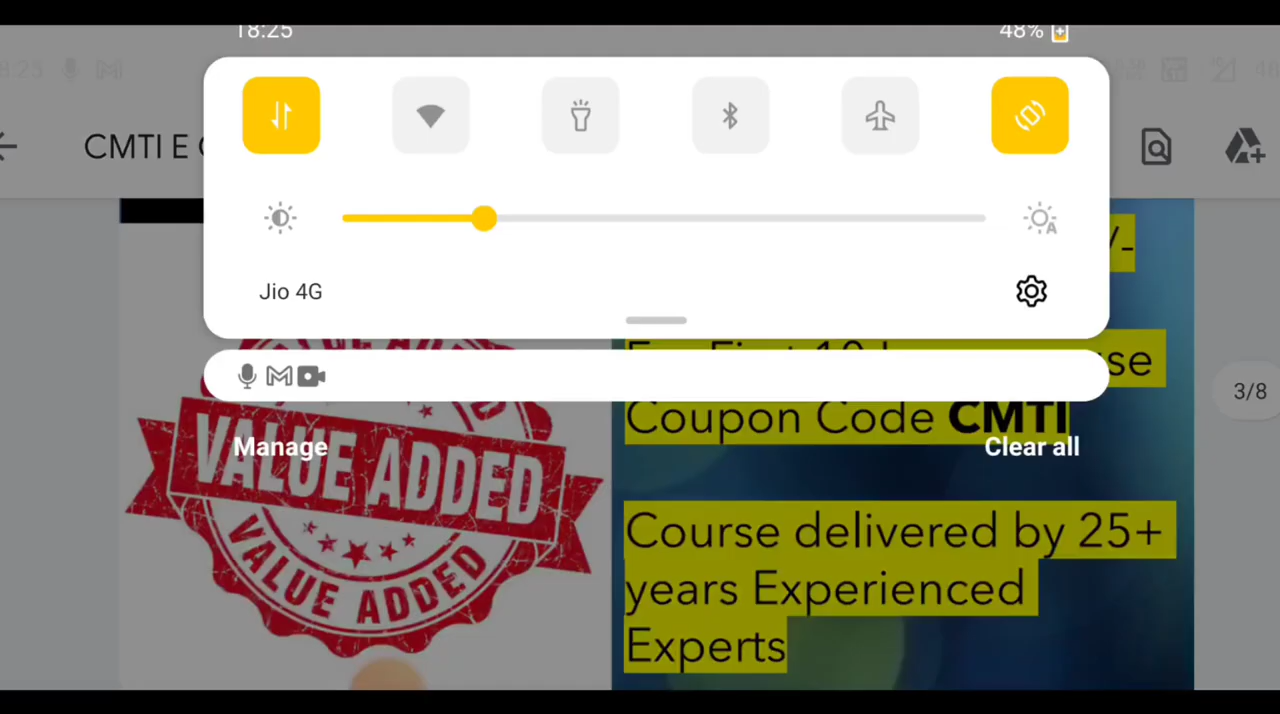 18:25
48%
CMTI E
/-
Jio 4G
se
3/8
Coupon Code CMTI
Manage
Clear all
VALUE ADDED
VALUE ADDED
Course delivered by 25+
years Experienced
Experts